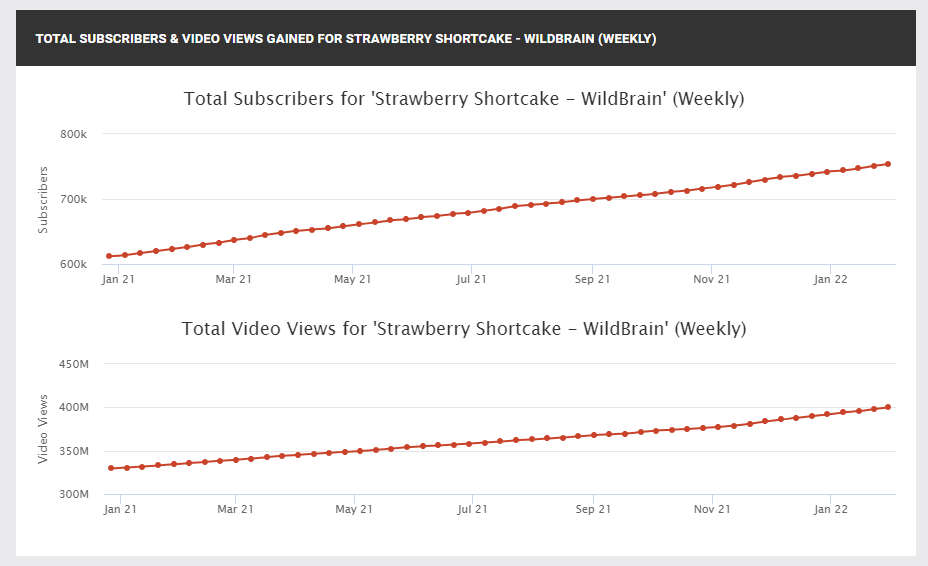 TOTAL SUBSCRIBERS & VIDEO VIEWS GAINED FOR STRAWBERRY SHORTCAKE - WILDBRAIN (WEEKLY)
Total Subscribers for 'Strawberry Shortcake – WildBrain' (Weekly)
Subscribers
800k
700k
600k
Jan 21 Mar 21 May 21 Jul 21 Sep 21 Nov 21 Jan 22
Total Video Views for 'Strawberry Shortcake – WildBrain' (Weekly)
Video Views
450M
400M
350M
300M
Jan 21 Mar 21 May 21 Jul 21 Sep 21 Nov 21 Jan 22